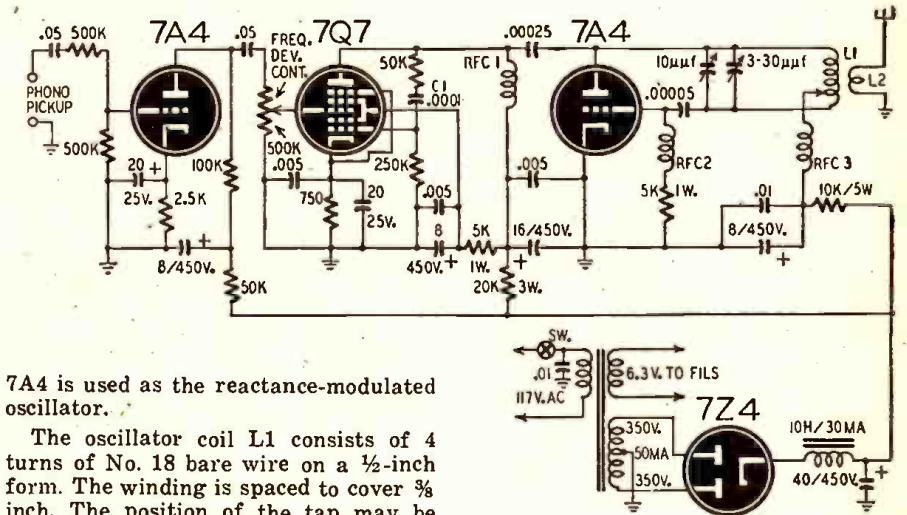 7A4
7Q7
7A4
.05 500K
.05
FREQ.
DEV.
CONT.
50K
RFC 1
.00025
10μμf
3-30μμf
L1
L2
PHONO
PICKUP
C1
.0001
.00005
500K
500K
100K
.005
250K
.005
RFC2
RFC 3
20 +
25V.
2.5K
750
20
25V.
.005
5K
1W.
.01
10K/5W
8
450V. +
5K
1W.
16/450V.
+
8/450V.
+
8/450V.
+
50K
20K
3W.
SW.
.01
117V.AC
6.3V. TO FILS
350V.
50MA
350V.
7Z4
10H/30MA
40/450V.
+
7A4 is used as the reactance-modulated
oscillator.
The oscillator coil L1 consists of 4
turns of No. 18 bare wire on a ½-inch
form. The winding is spaced to cover ⅜
inch. The position of the tap may be